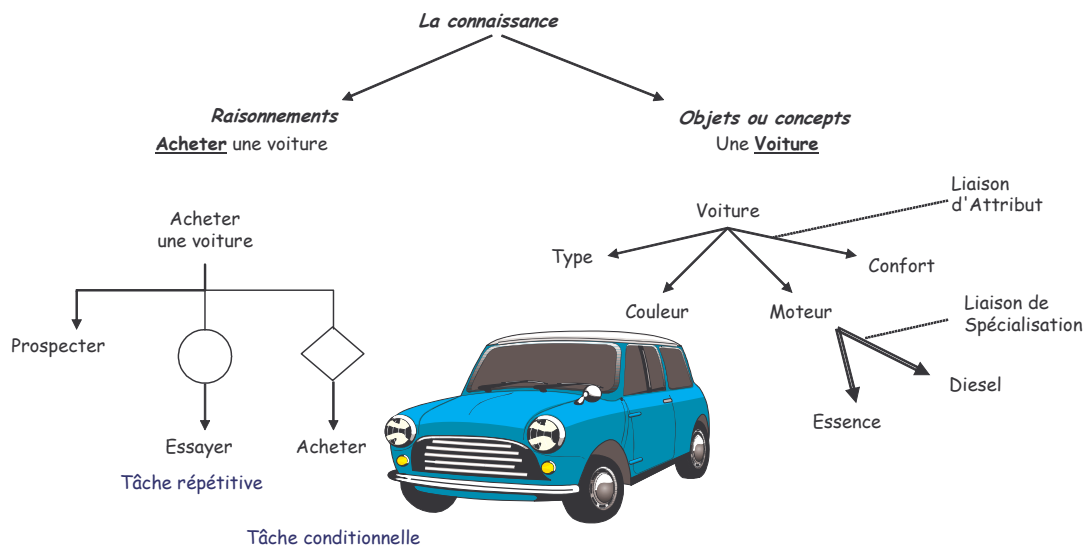 La connaissance
Raisonnements
Acheter une voiture
Objets ou concepts
Une Voiture
Acheter
une voiture
Prospecter
Essayer
Acheter
Tâche répétitive
Tâche conditionnelle
Voiture
Liaison
d'Attribut
Type
Confort
Couleur
Moteur
Liaison de
Spécialisation
Diesel
Essence